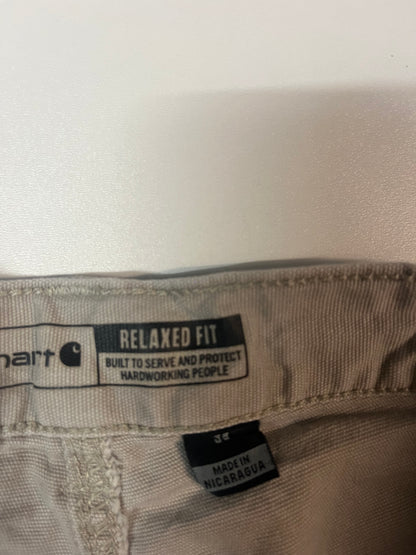 hart
RELAXED FIT
BUILT TO SERVE AND PROTECT
HARDWORKING PEOPLE
MADE IN
NICARAGUA